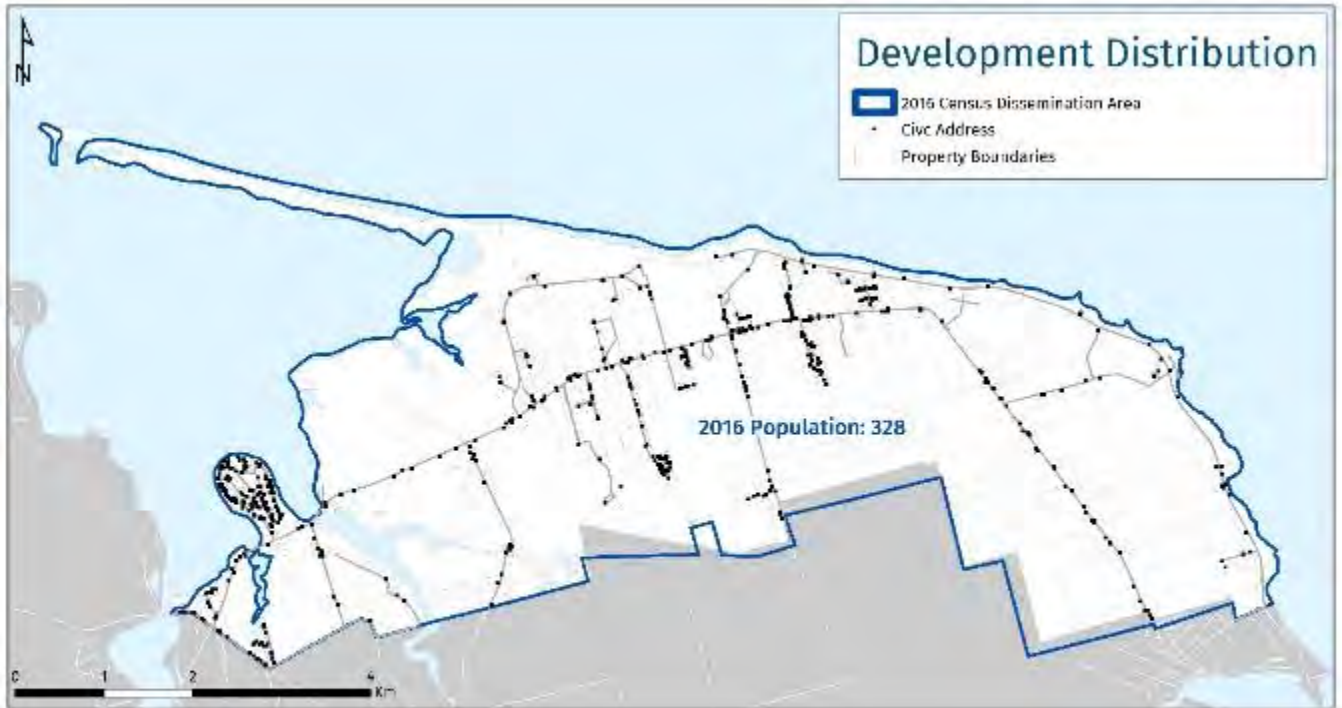 N
Development Distribution
2016 Census Dissemination Area
Civc Address
Property Boundaries
2016 Population: 328
0 1 2 4
Km